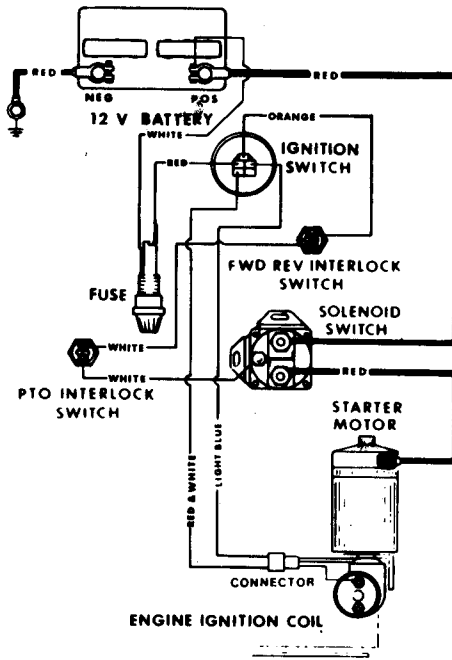 RED
NEG
POS
RED
12 V BATTERY
WHITE
ORANGE
IGNITION
SWITCH
RED
FWD REV INTERLOCK
SWITCH
FUSE
SOLENOID
SWITCH
WHITE
WHITE
RED
PTO INTERLOCK
SWITCH
STARTER
MOTOR
RED & WHITE
LIGHT BLUE
CONNECTOR
ENGINE IGNITION COIL